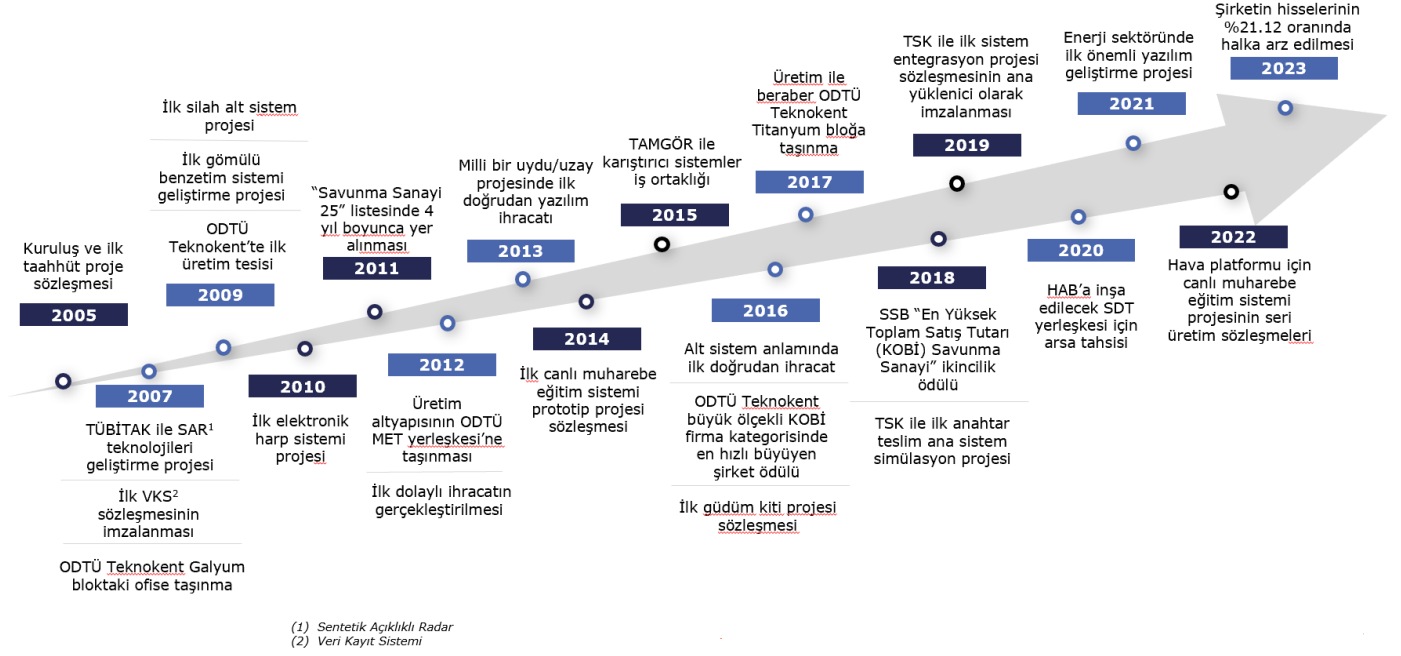 Kuruluş ve ilk
taahhüt proje
sözleşmesi
2005
2007
TÜBİTAK ile SAR¹
teknolojileri
geliştirme projesi
İlk VKS²
sözleşmesinin
imzalanması
ODTÜ Teknokent Galyum
bloktaki ofise taşınma
İlk silah alt sistem
projesi
İlk gömülü
benzetim sistemi
geliştirme projesi
ODTÜ
Teknokent’te ilk
üretim tesisi
2009
2010
İlk elektronik
harp sistemi
projesi
“Savunma Sanayi
25” listesinde 4
yıl boyunca yer
alınması
2011
2012
Üretim
altyapısının ODTÜ
MET yerleşkesi’ne
taşınması
İlk dolaylı ihracatın
gerçekleştirilmesi
Milli bir uydu/uzay
projesinde ilk
doğrudan yazılım
ihracatı
2013
2014
İlk canlı muharebe
eğitim sistemi
prototip projesi
sözleşmesi
TAMGÖR ile
karıştırıcı sistemler
iş ortaklığı
2015
2016
Alt sistem anlamında
ilk doğrudan ihracat
ODTÜ Teknokent
büyük ölçekli KOBİ
firma kategorisinde
en hızlı büyüyen
şirket ödülü
İlk güdüm kiti projesi
sözleşmesi
Üretim ile
beraber ODTÜ
Teknokent
Titanyum bloğa
taşınma
2017
2018
SSB “En Yüksek
Toplam Satış Tutarı
(KOBİ) Savunma
Sanayi” ikincilik
ödülü
TSK ile ilk anahtar
teslim ana sistem
simülasyon projesi
TSK ile ilk sistem
entegrasyon projesi
sözleşmesinin ana
yüklenici olarak
imzalanması
2019
2020
HAB’a inşa
edilecek SDT
yerleşkesi için
arsa tahsisi
Enerji sektöründe
ilk önemli yazılım
geliştirme projesi
2021
2022
Hava platformu için
canlı muharebe
eğitim sistemi
projesinin seri
üretim sözleşmeleri
Şirketin hisselerinin
%21.12 oranında
halka arz edilmesi
2023
(1) Sentetik Açıklıklı Radar
(2) Veri Kayıt Sistemi